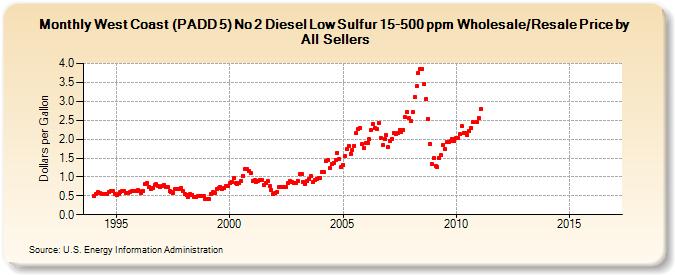 Monthly West Coast (PADD 5) No 2 Diesel Low Sulfur 15-500 ppm Wholesale/Resale Price by
All Sellers
Dollars per Gallon
4.0
3.5
3.0
2.5
2.0
1.5
1.0
0.5
0.0
1995 2000 2005 2010 2015
Source: U.S. Energy Information Administration